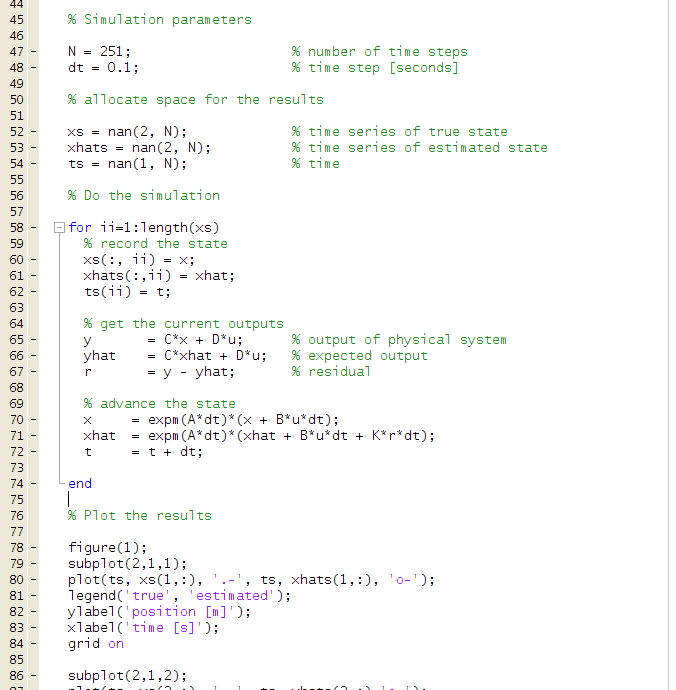 44
45 % Simulation parameters
46
47 - N = 251; % number of time steps
48 - dt = 0.1; % time step [seconds]
49
50 % allocate space for the results
51
52 - xs = nan(2, N); % time series of true state
53 - xhats = nan(2, N); % time series of estimated state
54 - ts = nan(1, N); % time
55
56 % Do the simulation
57
58 - for ii=1:length(xs)
59 % record the state
60 - xs(:, ii) = x;
61 - xhats(:,ii) = xhat;
62 - ts(ii) = t;
63
64 % get the current outputs
65 - y = C*x + D*u; % output of physical system
66 - yhat = C*xhat + D*u; % expected output
67 - r = y - yhat; % residual
68
69 % advance the state
70 - x = expm(A*dt)*(x + B*u*dt);
71 - xhat = expm(A*dt)*(xhat + B*u*dt + K*r*dt);
72 - t = t + dt;
73
74 - end
75
76 % Plot the results
77
78 - figure(1);
79 - subplot(2,1,1);
80 - plot(ts, xs(1,:), '.-', ts, xhats(1,:), 'o-');
81 - legend('true', 'estimated');
82 - ylabel('position [m]');
83 - xlabel('time [s]');
84 - grid on
85
86 - subplot(2,1,2);